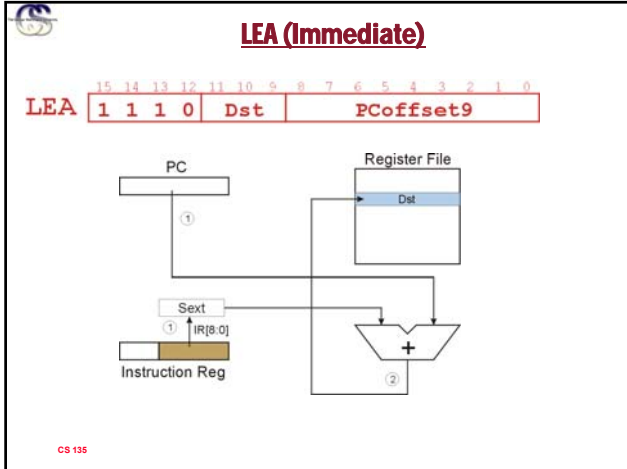 LEA (Immediate)
15 14 13 12 11 10 9 8 7 6 5 4 3 2 1 0
LEA 1 1 1 0 Dst PCoffset9
PC
Register File
Dst
1
Sext
1
IR[8:0]
+
2
Instruction Reg
CS 135